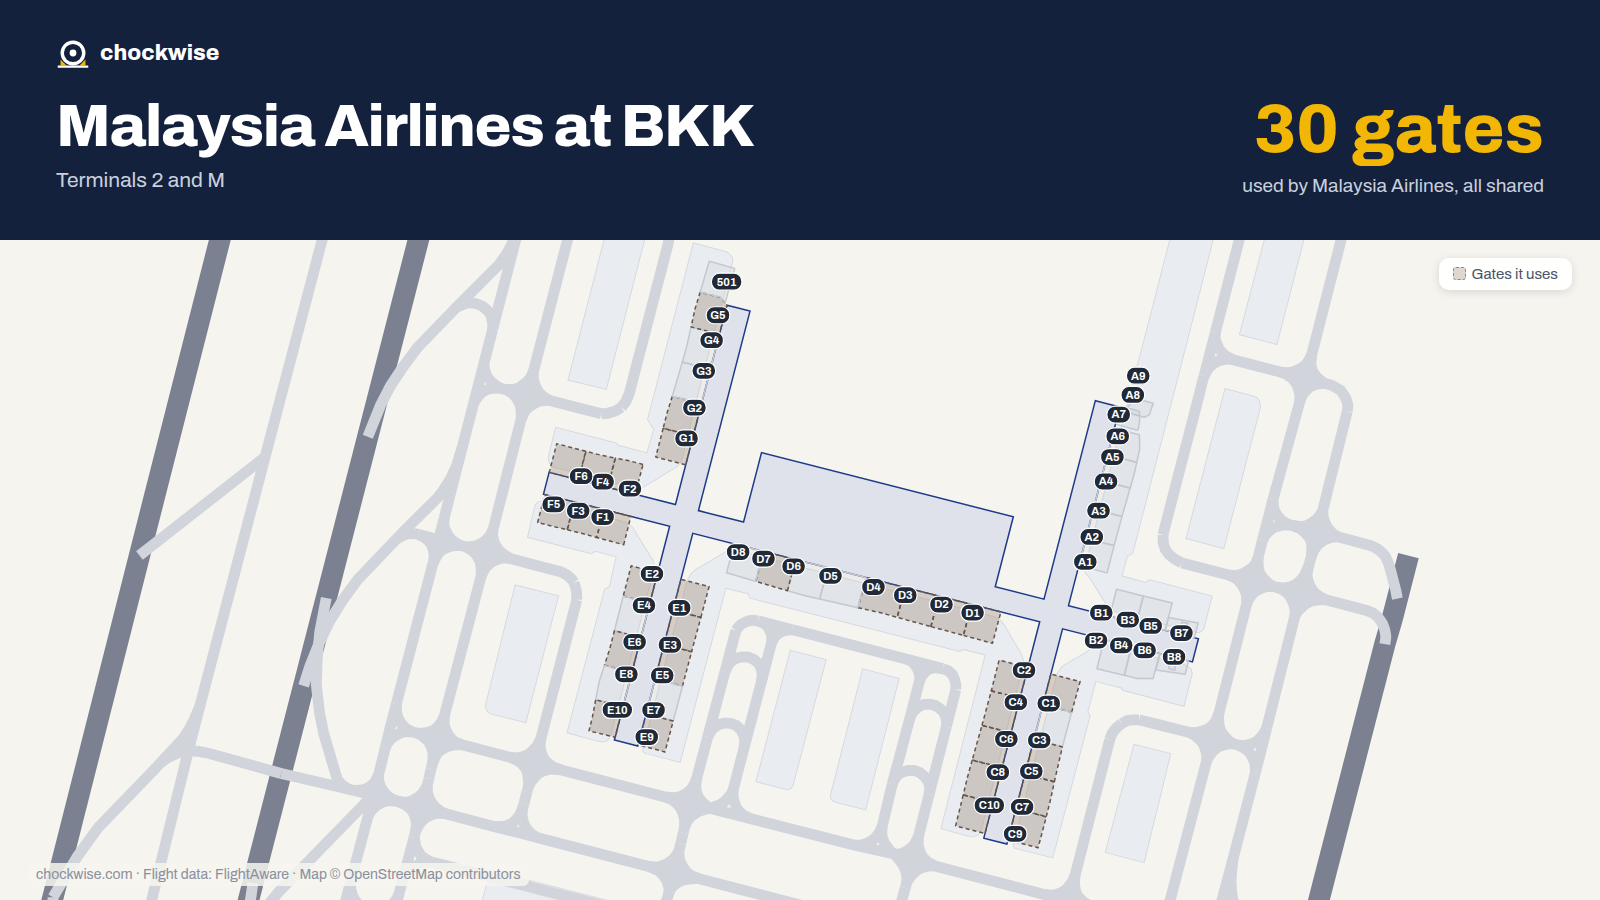 chockwise
Malaysia Airlines at BKK
Terminals 2 and M
30 gates
used by Malaysia Airlines, all shared
Gates it uses
501
G5
G4
G3
G2
G1
F6
F4
F2
F5
F3
F1
E2
E4
E1
E6
E3
E8
E5
E10
E7
E9
D8
D7
D6
D5
D4
D3
D2
D1
A9
A8
A7
A6
A5
A4
A3
A2
A1
B1
B3
B5
B7
B2
B4
B6
B8
C2
C4
C1
C6
C3
C8
C5
C10
C7
C9
chockwise.com · Flight data: FlightAware · Map © OpenStreetMap contributors